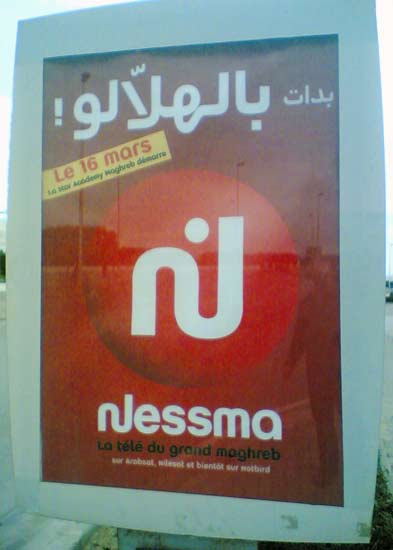 بدات بالهلالو !
Le 16 mars
La Star Academy Maghreb démarre
Nessma
La télé du grand maghreb
sur Arabsat, Nilesat et bientôt sur Hotbird